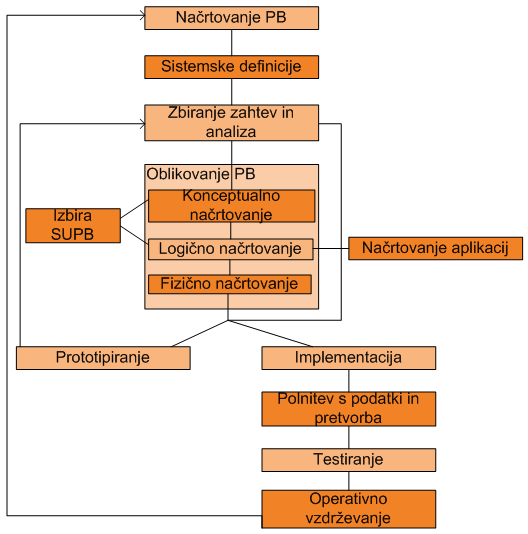 Načrtovanje PB
Sistemske definicije
Zbiranje zahtev in
analiza
Oblikovanje PB
Konceptualno
načrtovanje
Izbira
SUPB
Logično načrtovanje
Načrtovanje aplikacij
Fizično načrtovanje
Prototipiranje
Implementacija
Polnitev s podatki in
pretvorba
Testiranje
Operativno
vzdrževanje